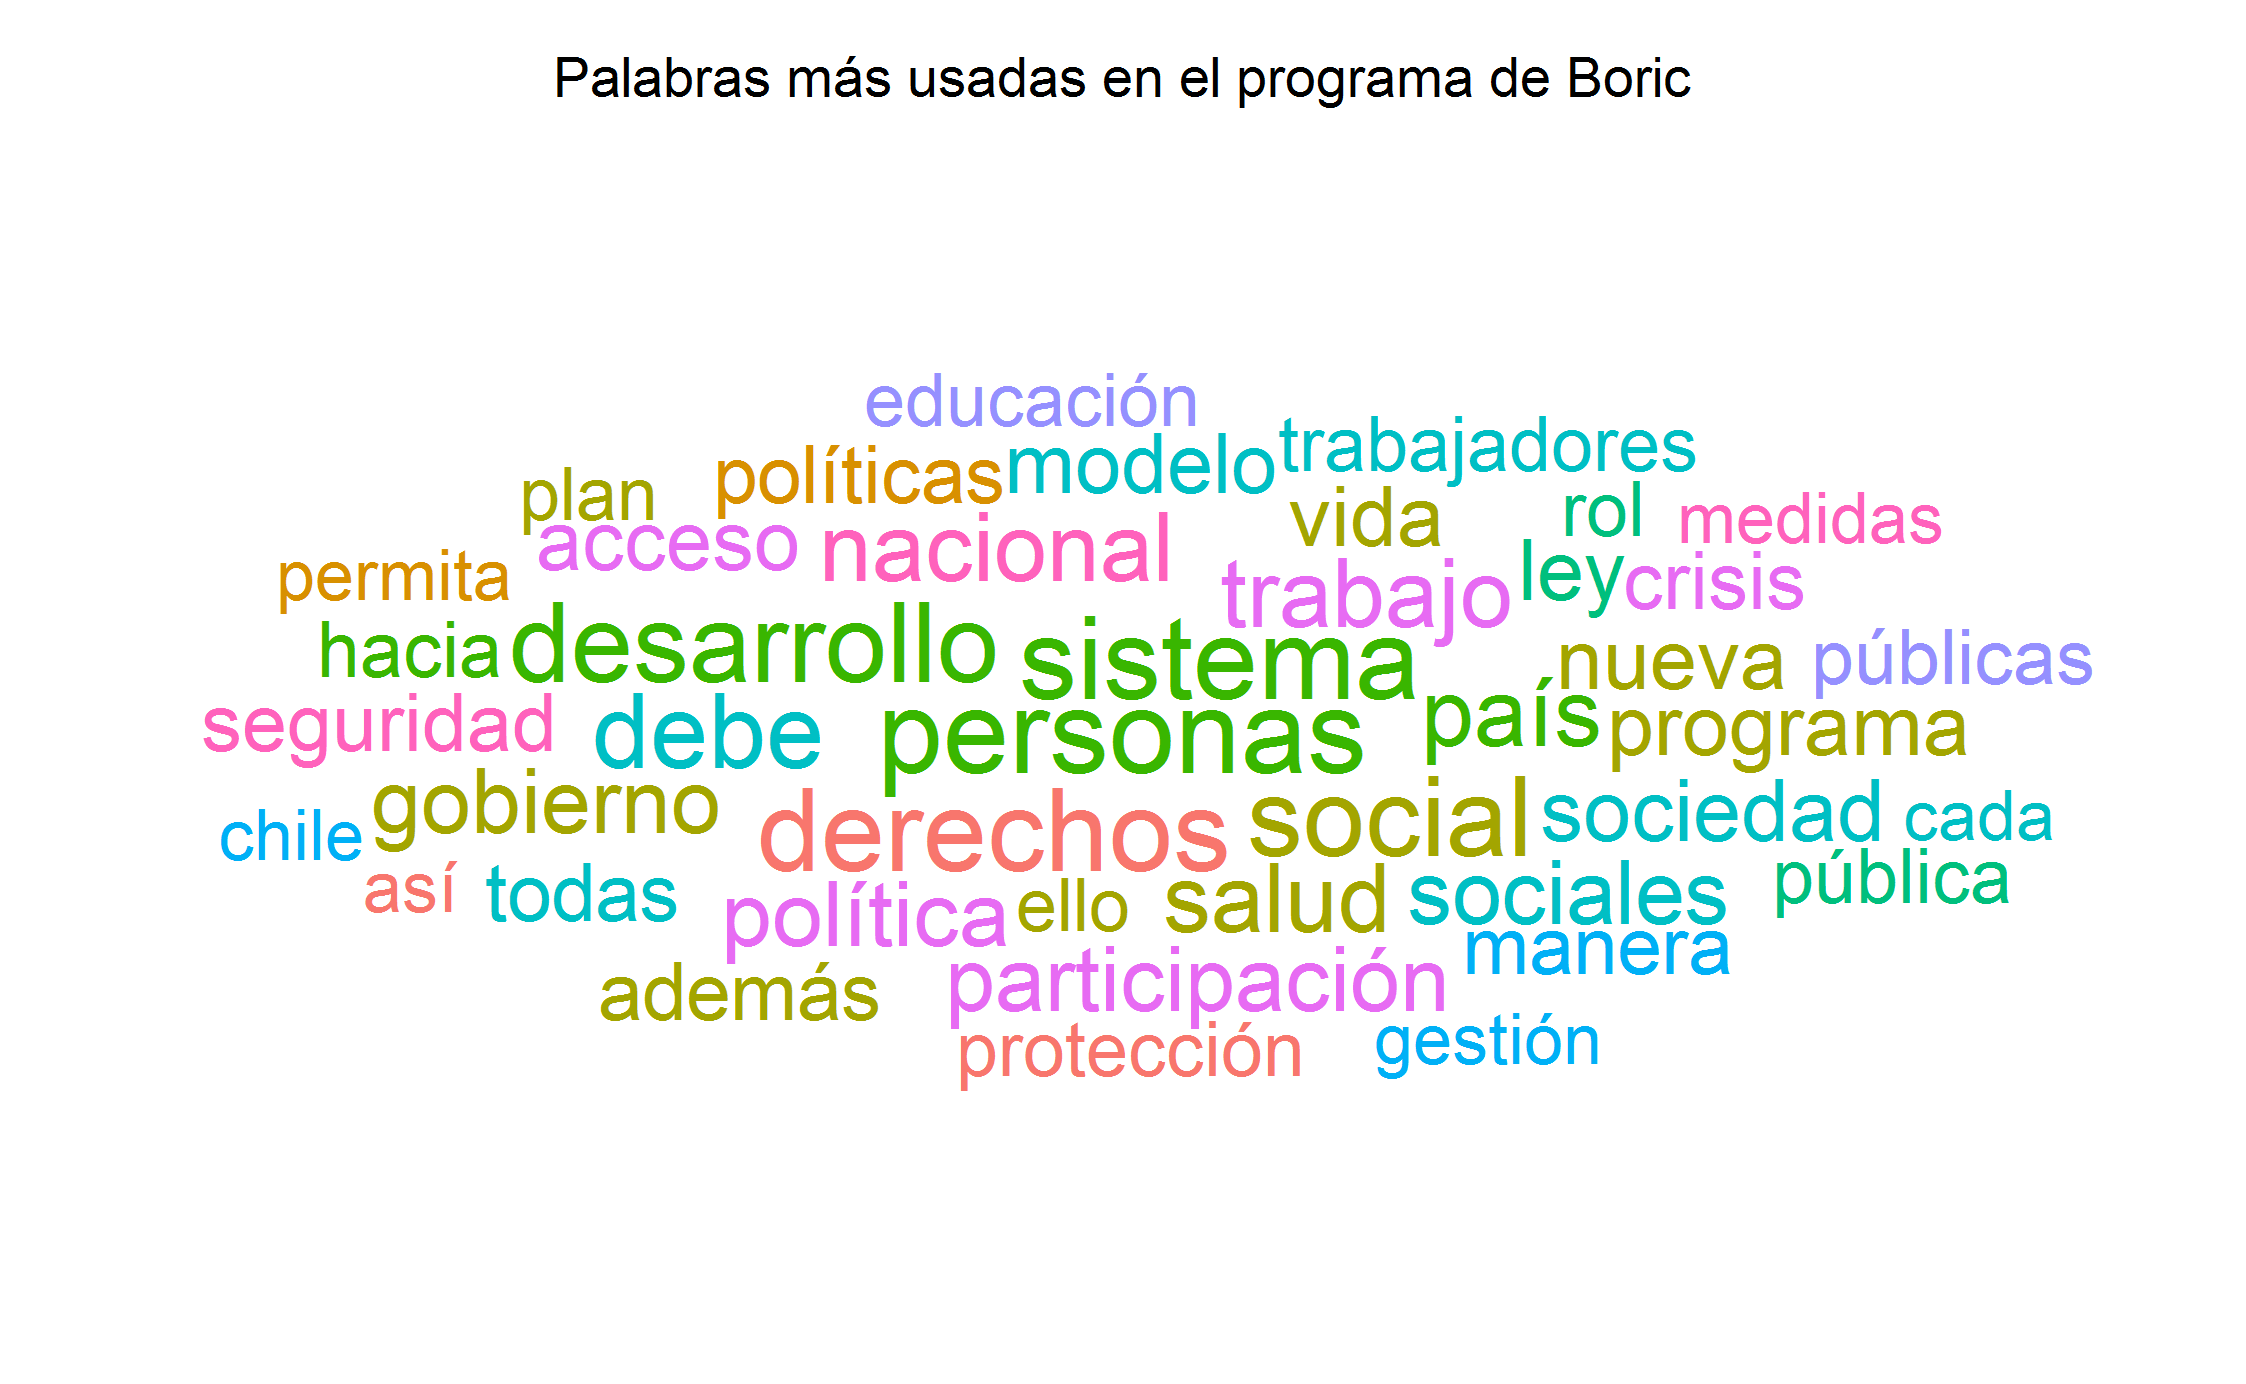 Palabras más usadas en el programa de Boric
educación
políticas modelo trabajadores
plan vida rol medidas
acceso nacional trabajo ley crisis
permita
hacia desarrollo sistema nueva públicas
seguridad debe personas país programa
chile gobierno derechos social sociedad cada
así todas política ello salud sociales pública
además participación manera
protección gestión